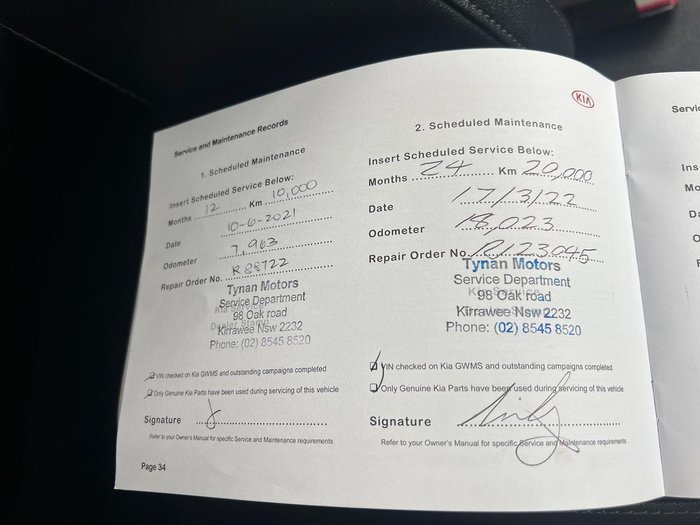 Service and Maintenance Records
1. Scheduled Maintenance
Insert Scheduled Service Below:
Months 12 Km 10,000
Date 10-6-2021
Odometer 7,963
Repair Order No. R88722
Tynan Motors
Service Department
98 Oak road
Kirrawee Nsw 2232
Phone: (02) 8545 8520
Kia Service
Dealer Stamp
VIN checked on Kia GWMS and outstanding campaigns completed
Only Genuine Kia Parts have been used during servicing of this vehicle
Signature
Refer to your Owner's Manual for specific Service and Maintenance requirements
Page 34
KIA
2. Scheduled Maintenance
Insert Scheduled Service Below:
Months 24 Km 20,000
Date 17/3/22
Odometer 18,023
Repair Order No. R123045
Tynan Motors
Service Department
98 Oak road
Kirrawee Nsw 2232
Phone: (02) 8545 8520
VIN checked on Kia GWMS and outstanding campaigns completed
Only Genuine Kia Parts have been used during servicing of this vehicle
Signature
Refer to your Owner's Manual for specific Service and Maintenance requirements